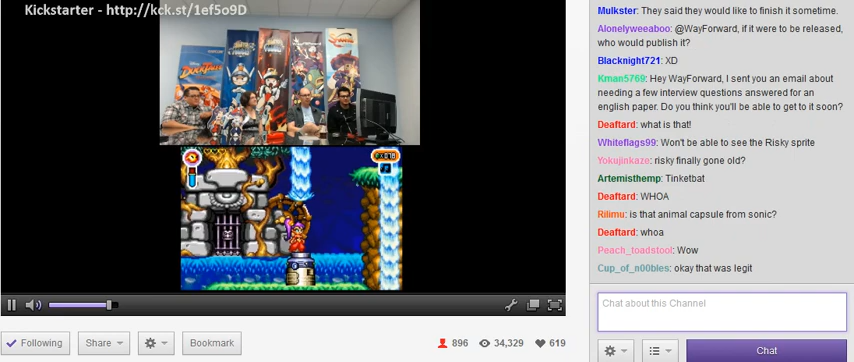 Kickstarter - http://kck.st/1ef5o9D
DUCKTALES
Following
Share
Bookmark
896
34,329
619
Mulkster: They said they would like to finish it sometime.
Alonelyweeaboo: @WayForward, if it were to be released,
who would publish it?
Blacknight721: XD
Kman5769: Hey WayForward, I sent you an email about
needing a few interview questions answered for an
english paper. Do you think you'll be able to get to it soon?
Deaftard: what is that!
Whiteflags99: Won't be able to see the Risky sprite
Yokujinkaze: risky finally gone old?
Artemisthemp: Tinketbat
Deaftard: WHOA
Rilimu: is that animal capsule from sonic?
Deaftard: whoa
Peach_toadstool: Wow
Cup_of_n00bles: okay that was legit
Chat about this Channel
Chat